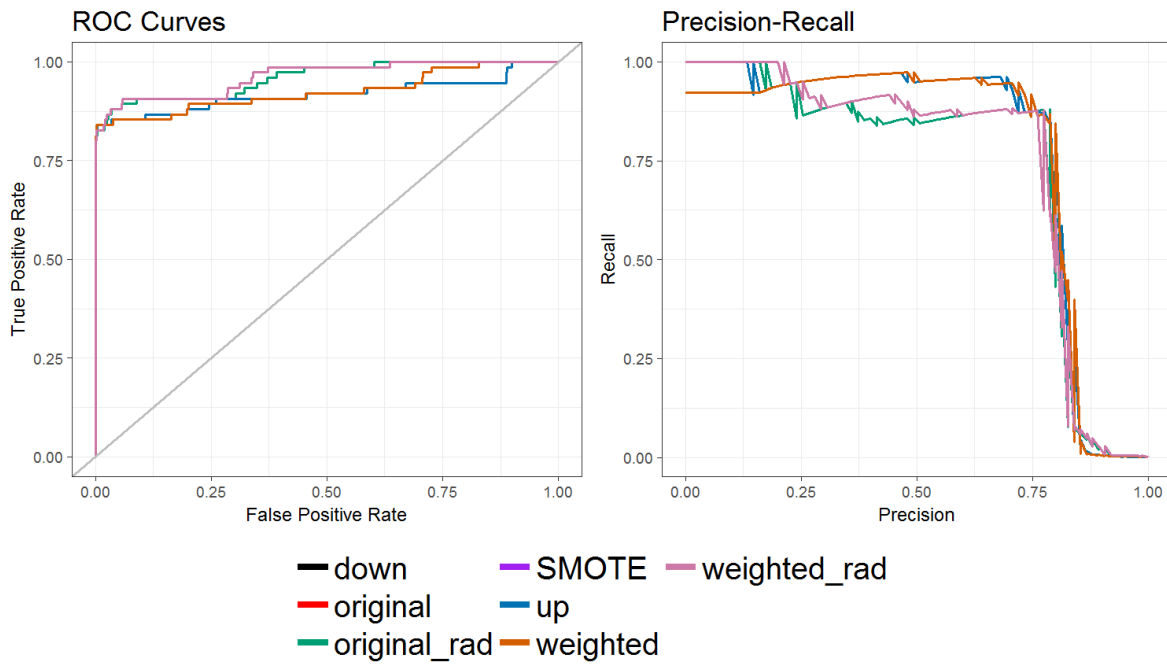 ROC Curves
True Positive Rate
1.00
0.75
0.50
0.25
0.00
0.00 0.25 0.50 0.75 1.00
False Positive Rate
Precision-Recall
Recall
1.00
0.75
0.50
0.25
0.00
0.00 0.25 0.50 0.75 1.00
Precision
down SMOTE weighted_rad
original up
original_rad weighted